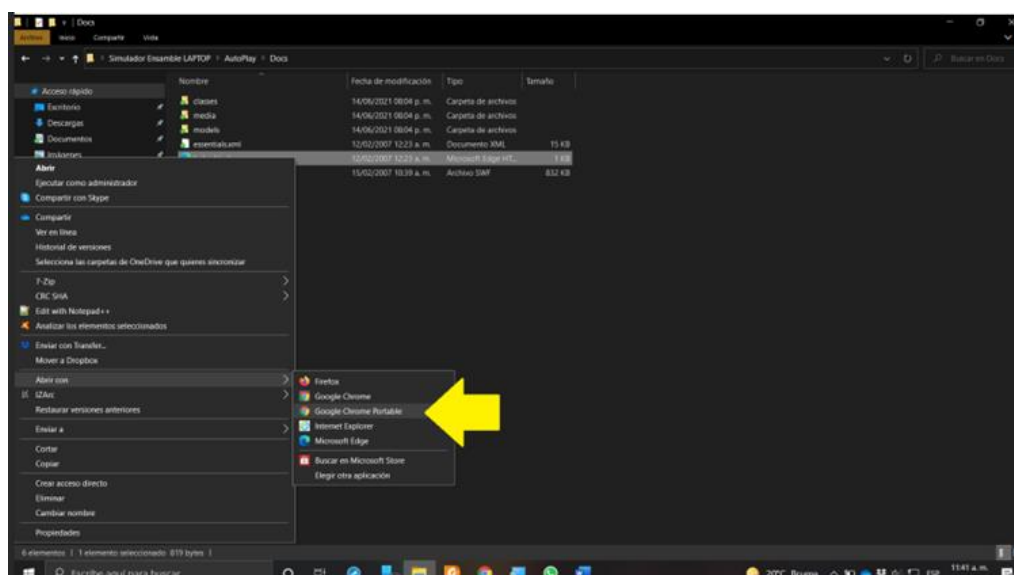 Docs
Archivo Inicio Compartir Vista
Simulador Ensamble LAPTOP AutoPlay Docs
Buscar en Docs
Nombre Fecha de modificación Tipo Tamaño
Acceso rápido
Escritorio
Descargas
Documentos
Imágenes
classes 14/06/2021 08:04 p. m. Carpeta de archivos
media 14/06/2021 08:04 p. m. Carpeta de archivos
models 14/06/2021 08:04 p. m. Carpeta de archivos
essentials.xml 12/02/2007 12:23 a. m. Documento XML 15 KB
12/02/2007 12:23 a. m. Microsoft Edge HT... 1 KB
15/02/2007 10:39 a. m. Archivo SWF 832 KB
Abrir
Ejecutar como administrador
Compartir con Skype
Compartir
Ver en línea
Historial de versiones
Selecciona las carpetas de OneDrive que quieres sincronizar
7-Zip
CRC SHA
Edit with Notepad++
Analizar los elementos seleccionados
Enviar con Transfer...
Mover a Dropbox
Abrir con
IZArc
Restaurar versiones anteriores
Enviar a
Cortar
Copiar
Crear acceso directo
Eliminar
Cambiar nombre
Propiedades
Firefox
Google Chrome
Google Chrome Portable
Internet Explorer
Microsoft Edge
Buscar en Microsoft Store
Elegir otra aplicación
6 elementos 1 elemento seleccionado 819 bytes
Escribe aquí para buscar
20°C Bruma ESP 11:41 a. m.